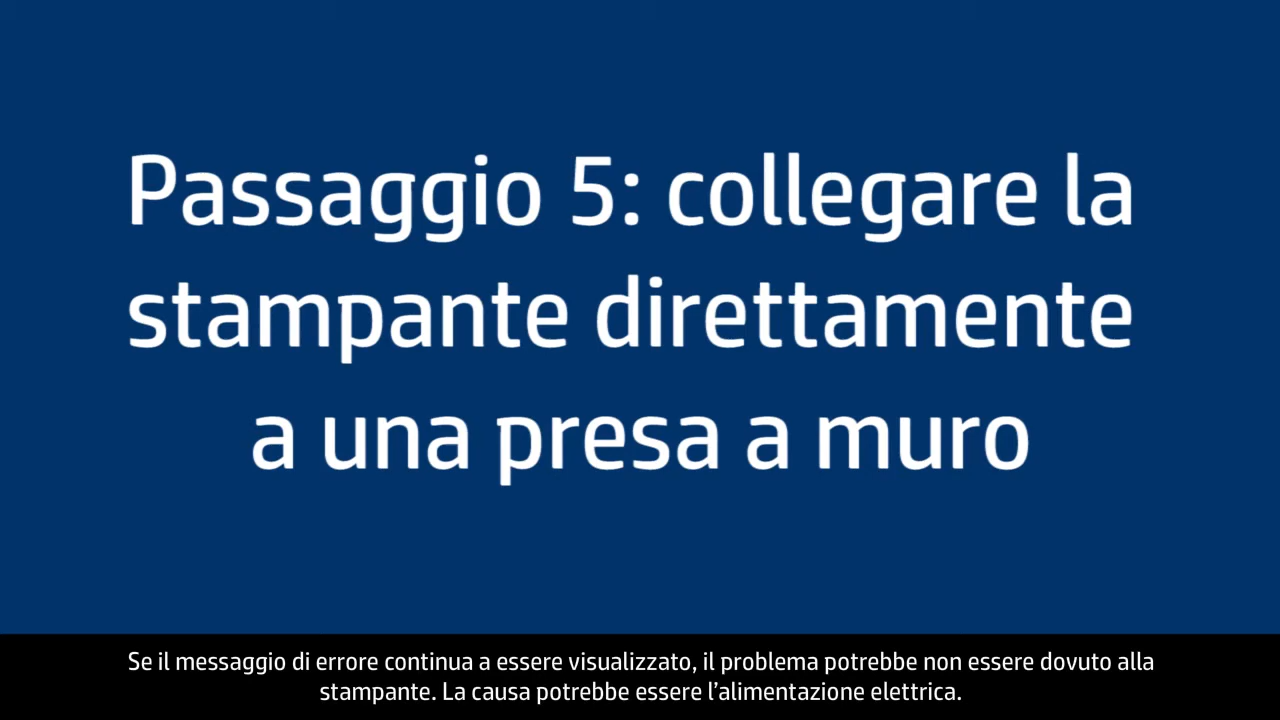 Passaggio 5: collegare la
stampante direttamente
a una presa a muro
Se il messaggio di errore continua a essere visualizzato, il problema potrebbe non essere dovuto alla
stampante. La causa potrebbe essere l’alimentazione elettrica.